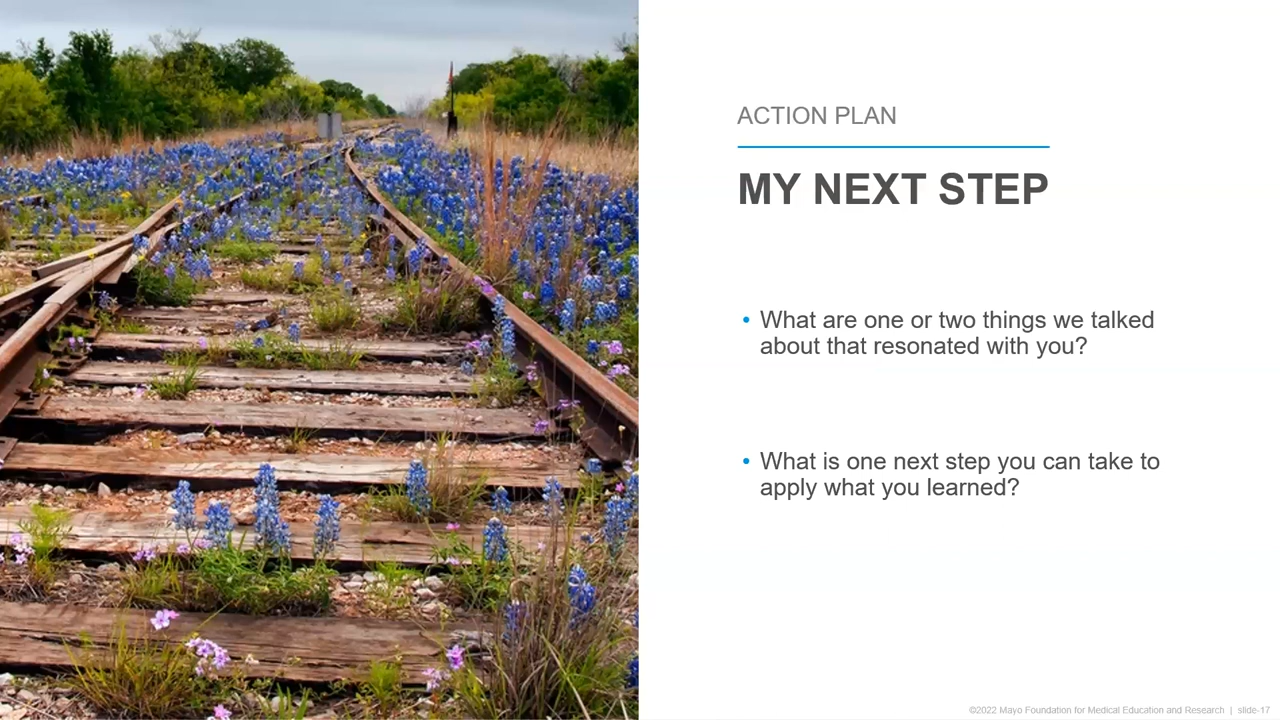 ACTION PLAN
MY NEXT STEP
• What are one or two things we talked
about that resonated with you?
• What is one next step you can take to
apply what you learned?
©2022 Mayo Foundation for Medical Education and Research | slide-17